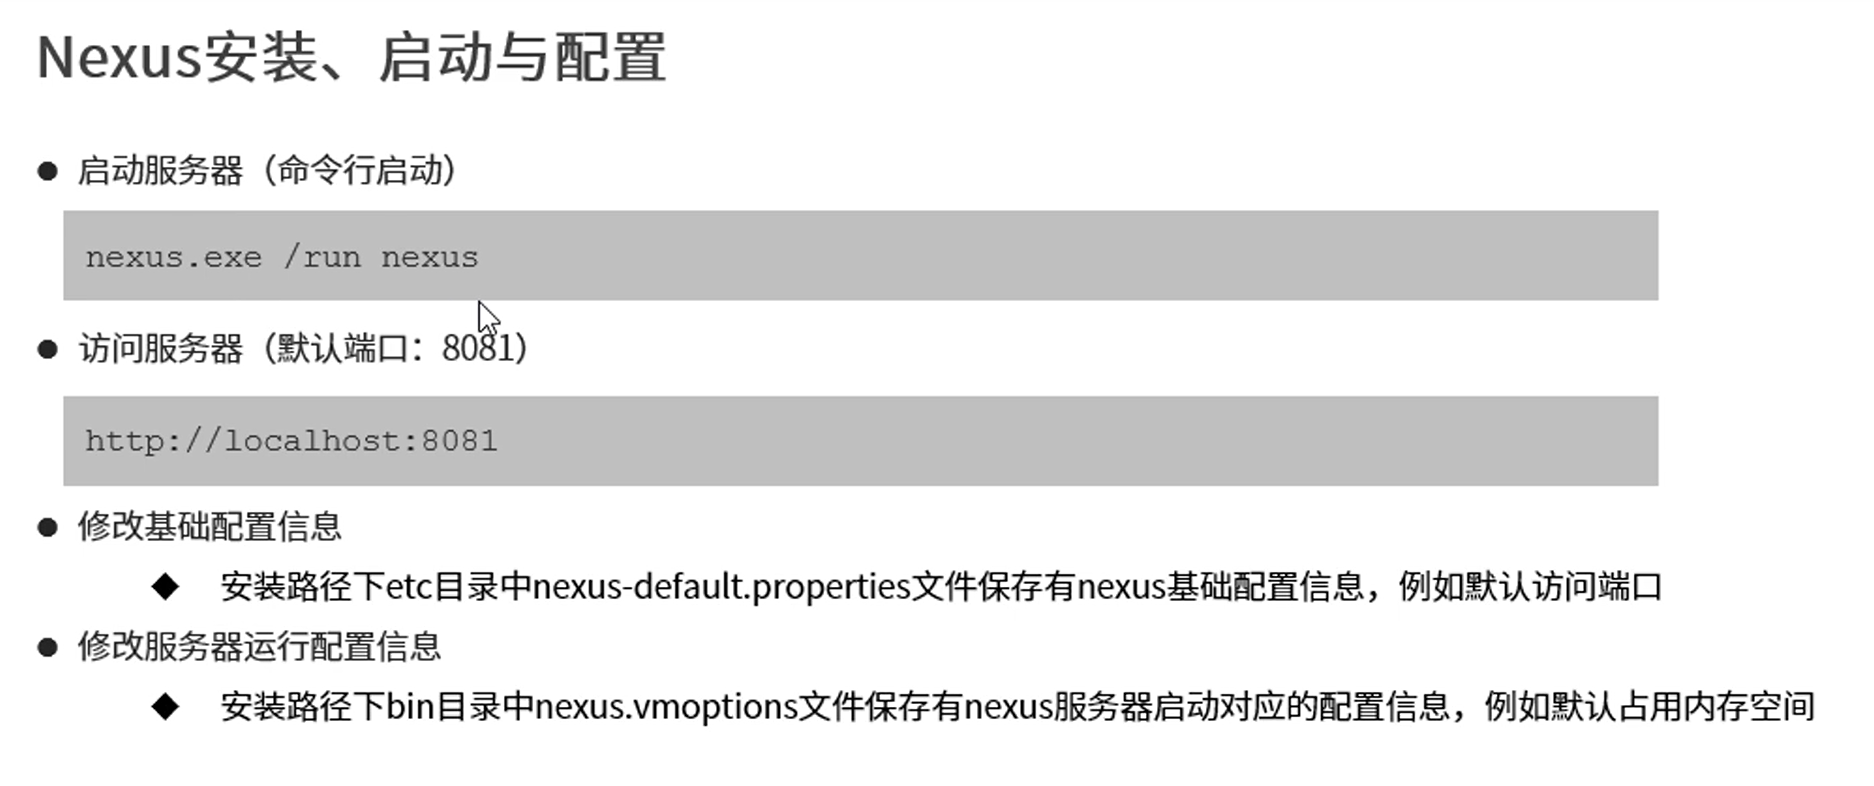 Nexus安装、启动与配置
● 启动服务器（命令行启动）
nexus.exe /run nexus
● 访问服务器（默认端口：8081）
http://localhost:8081
● 修改基础配置信息
◆ 安装路径下etc目录中nexus-default.properties文件保存有nexus基础配置信息，例如默认访问端口
● 修改服务器运行配置信息
◆ 安装路径下bin目录中nexus.vmoptions文件保存有nexus服务器启动对应的配置信息，例如默认占用内存空间